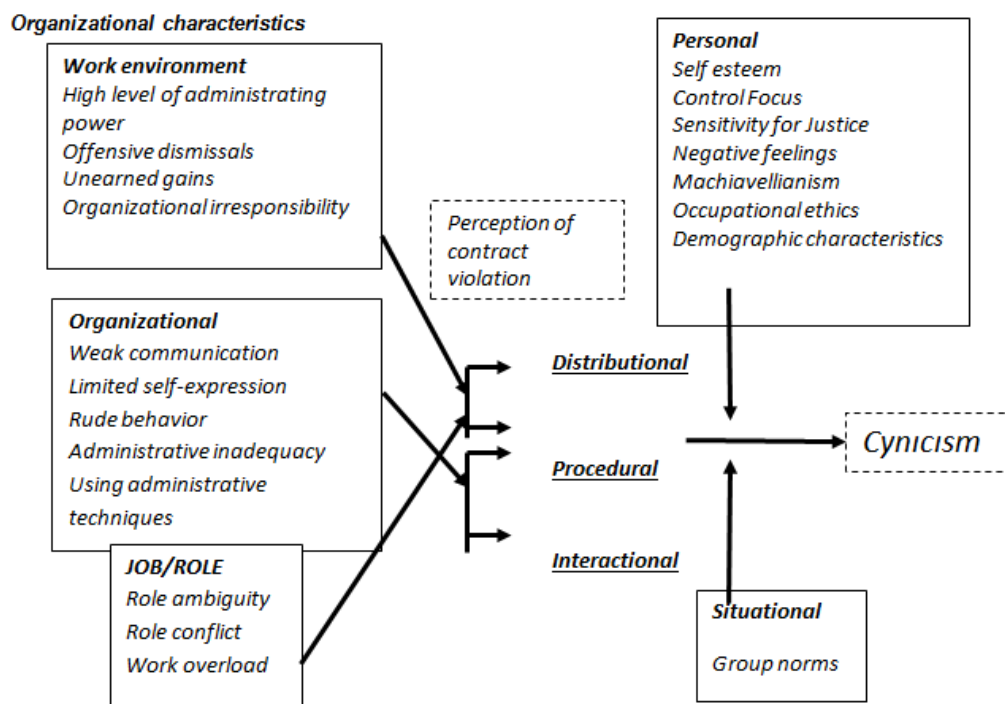 Organizational characteristics
Work environment
High level of administrating
power
Offensive dismissals
Unearned gains
Organizational irresponsibility
Personal
Self esteem
Control Focus
Sensitivity for Justice
Negative feelings
Machiavellianism
Occupational ethics
Demographic characteristics
Perception of
contract
violation
Organizational
Weak communication
Limited self-expression
Rude behavior
Administrative inadequacy
Using administrative
techniques
Distributional
Procedural
Interactional
Cynicism
JOB/ROLE
Role ambiguity
Role conflict
Work overload
Situational
Group norms